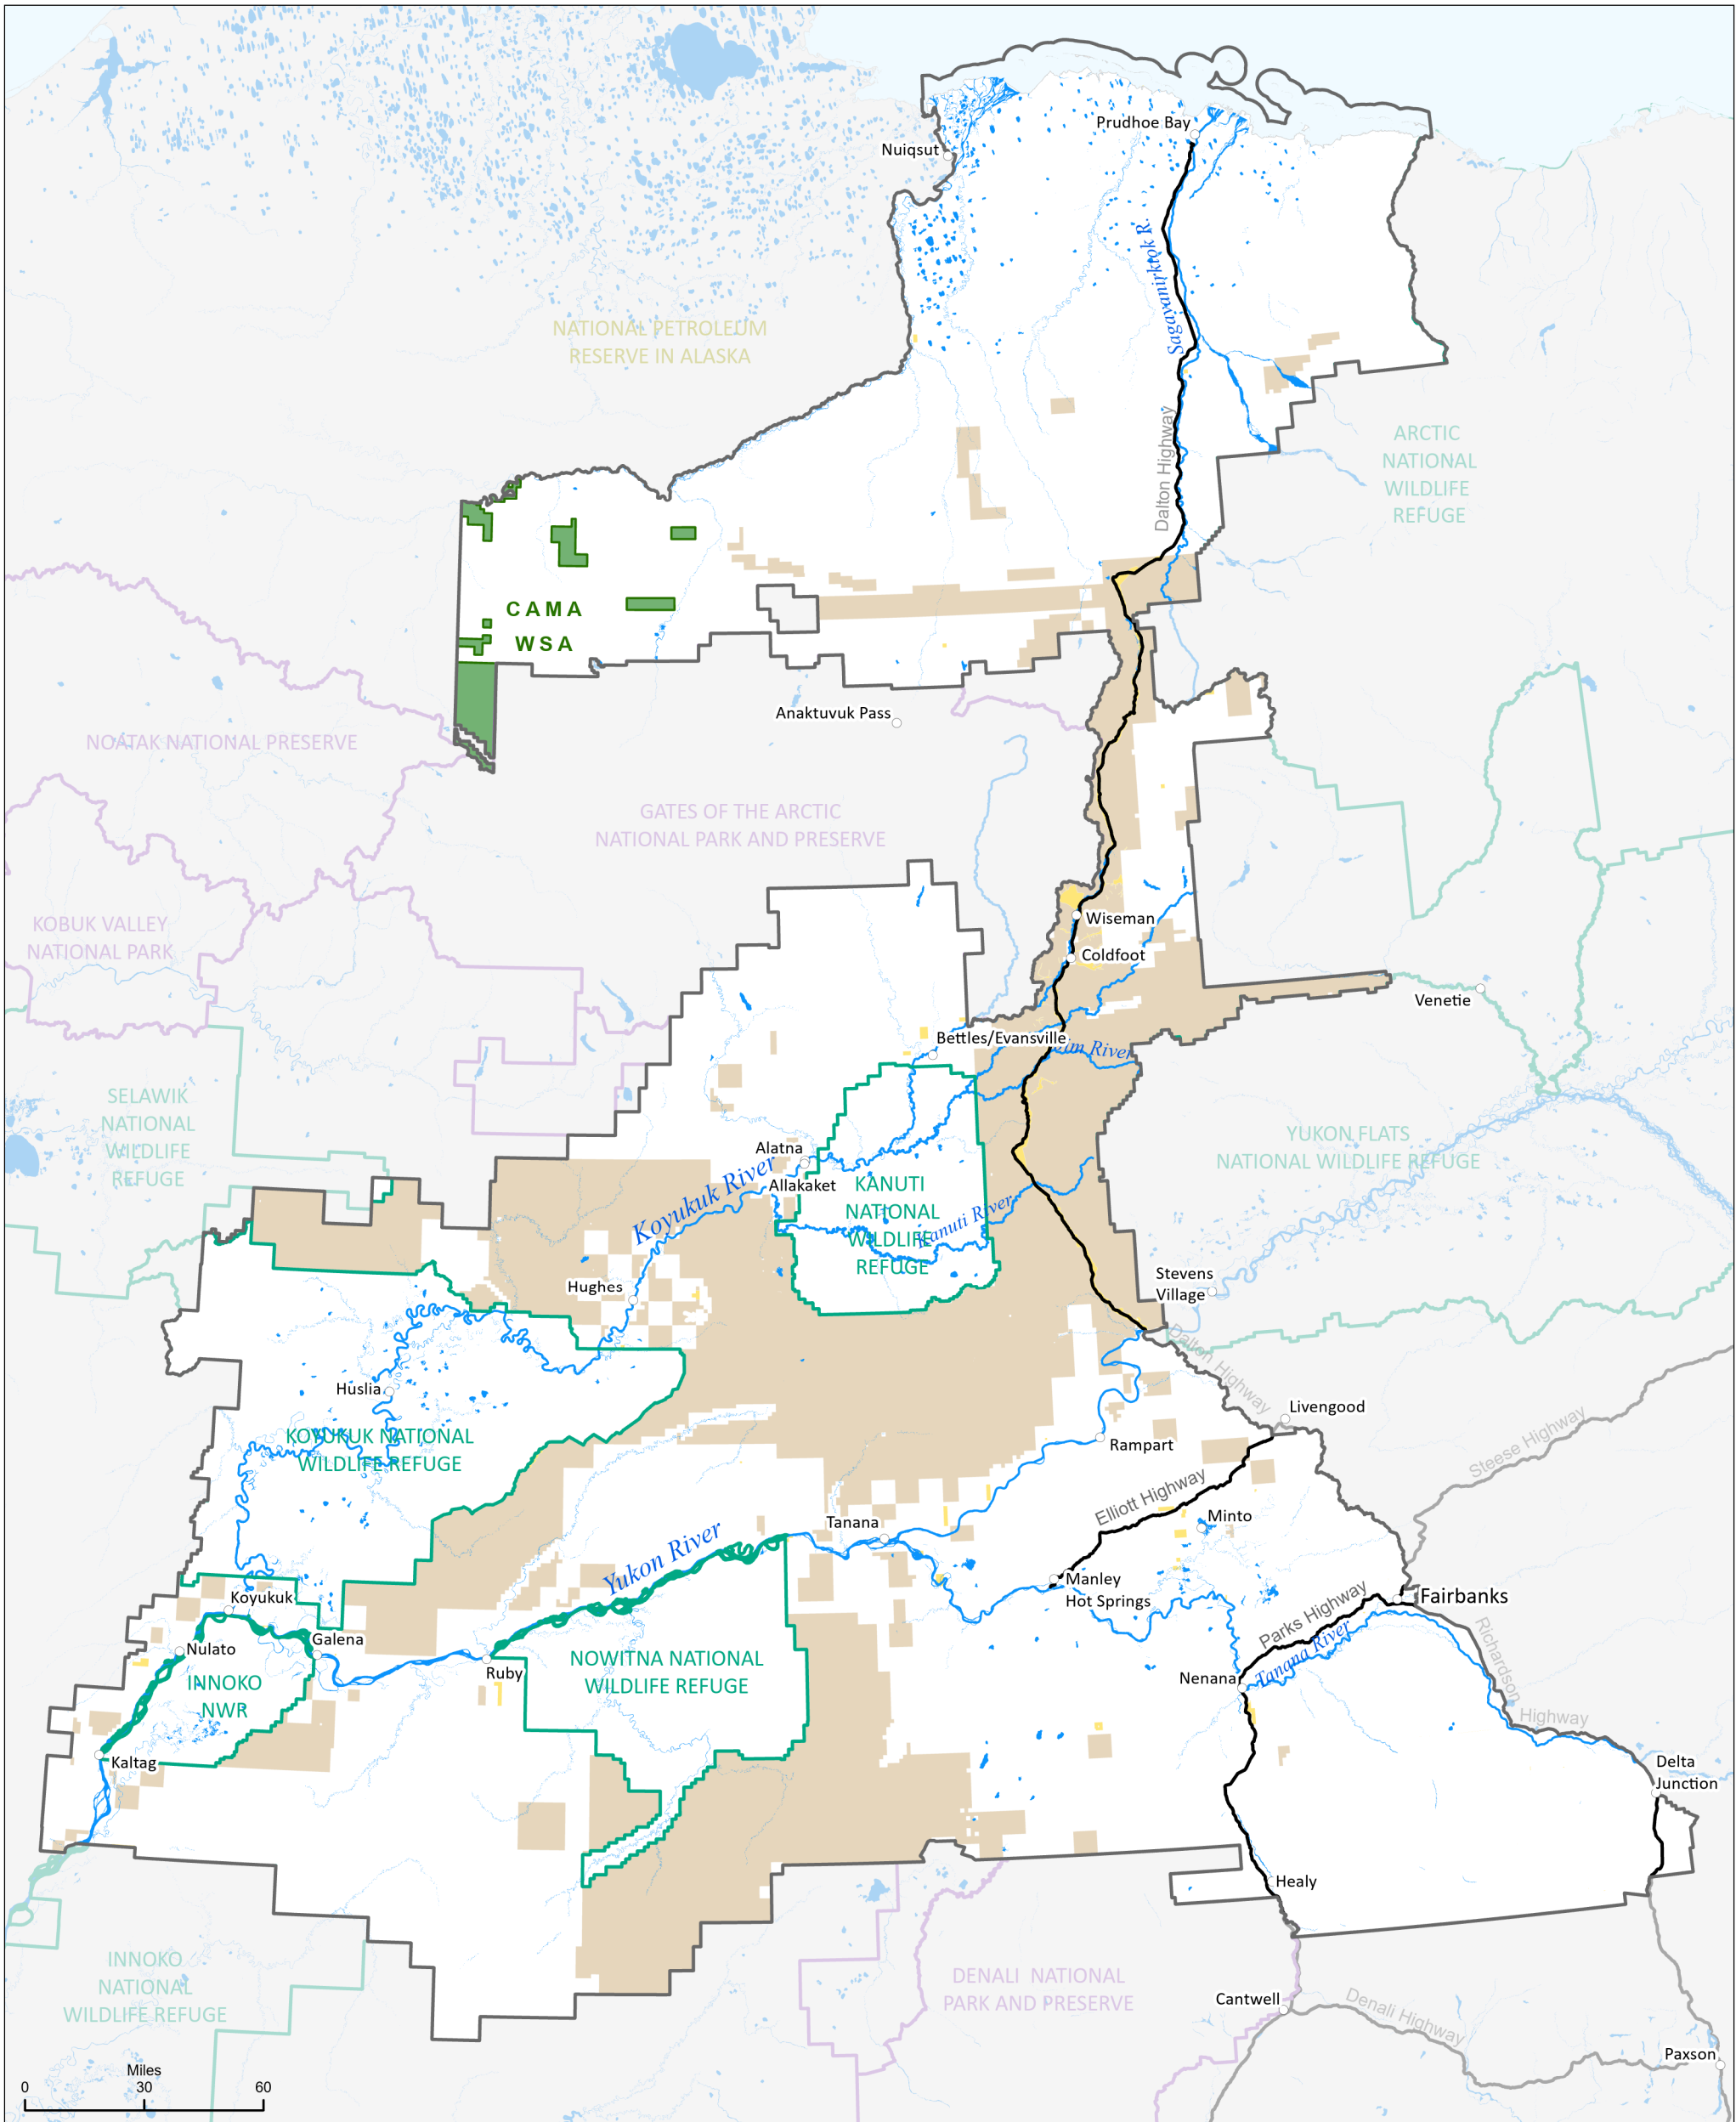 Prudhoe Bay
Nuiqsut
Sagavanirktok R.
NATIONAL PETROLEUM
RESERVE IN ALASKA
Dalton Highway
ARCTIC
NATIONAL
WILDLIFE
REFUGE
CAMA
WSA
Anaktuvuk Pass
NOATAK NATIONAL PRESERVE
GATES OF THE ARCTIC
NATIONAL PARK AND PRESERVE
KOBUK VALLEY
NATIONAL PARK
Wiseman
Coldfoot
Venetie
Bettles/Evansville
River
SELAWIK
NATIONAL
WILDLIFE
REFUGE
YUKON FLATS
NATIONAL WILDLIFE REFUGE
Alatna
Allakaket
Koyukuk River
KANUTI
NATIONAL
WILDLIFE
REFUGE
Kanuti River
Hughes
Stevens
Village
Dalton Highway
Huslia
Livengood
KOYUKUK NATIONAL
WILDLIFE REFUGE
Rampart
Steese Highway
Elliott Highway
Minto
Tanana
Yukon River
Manley
Hot Springs
Fairbanks
Parks Highway
Koyukuk
Galena
Nulato
Ruby
NOWITNA NATIONAL
WILDLIFE REFUGE
INNOKO
NWR
Nenana
Tanana River
Richardson
Highway
Kaltag
Delta
Junction
Healy
INNOKO
NATIONAL
WILDLIFE REFUGE
DENALI NATIONAL
PARK AND PRESERVE
Cantwell
Denali Highway
Paxson
Miles
0 30 60